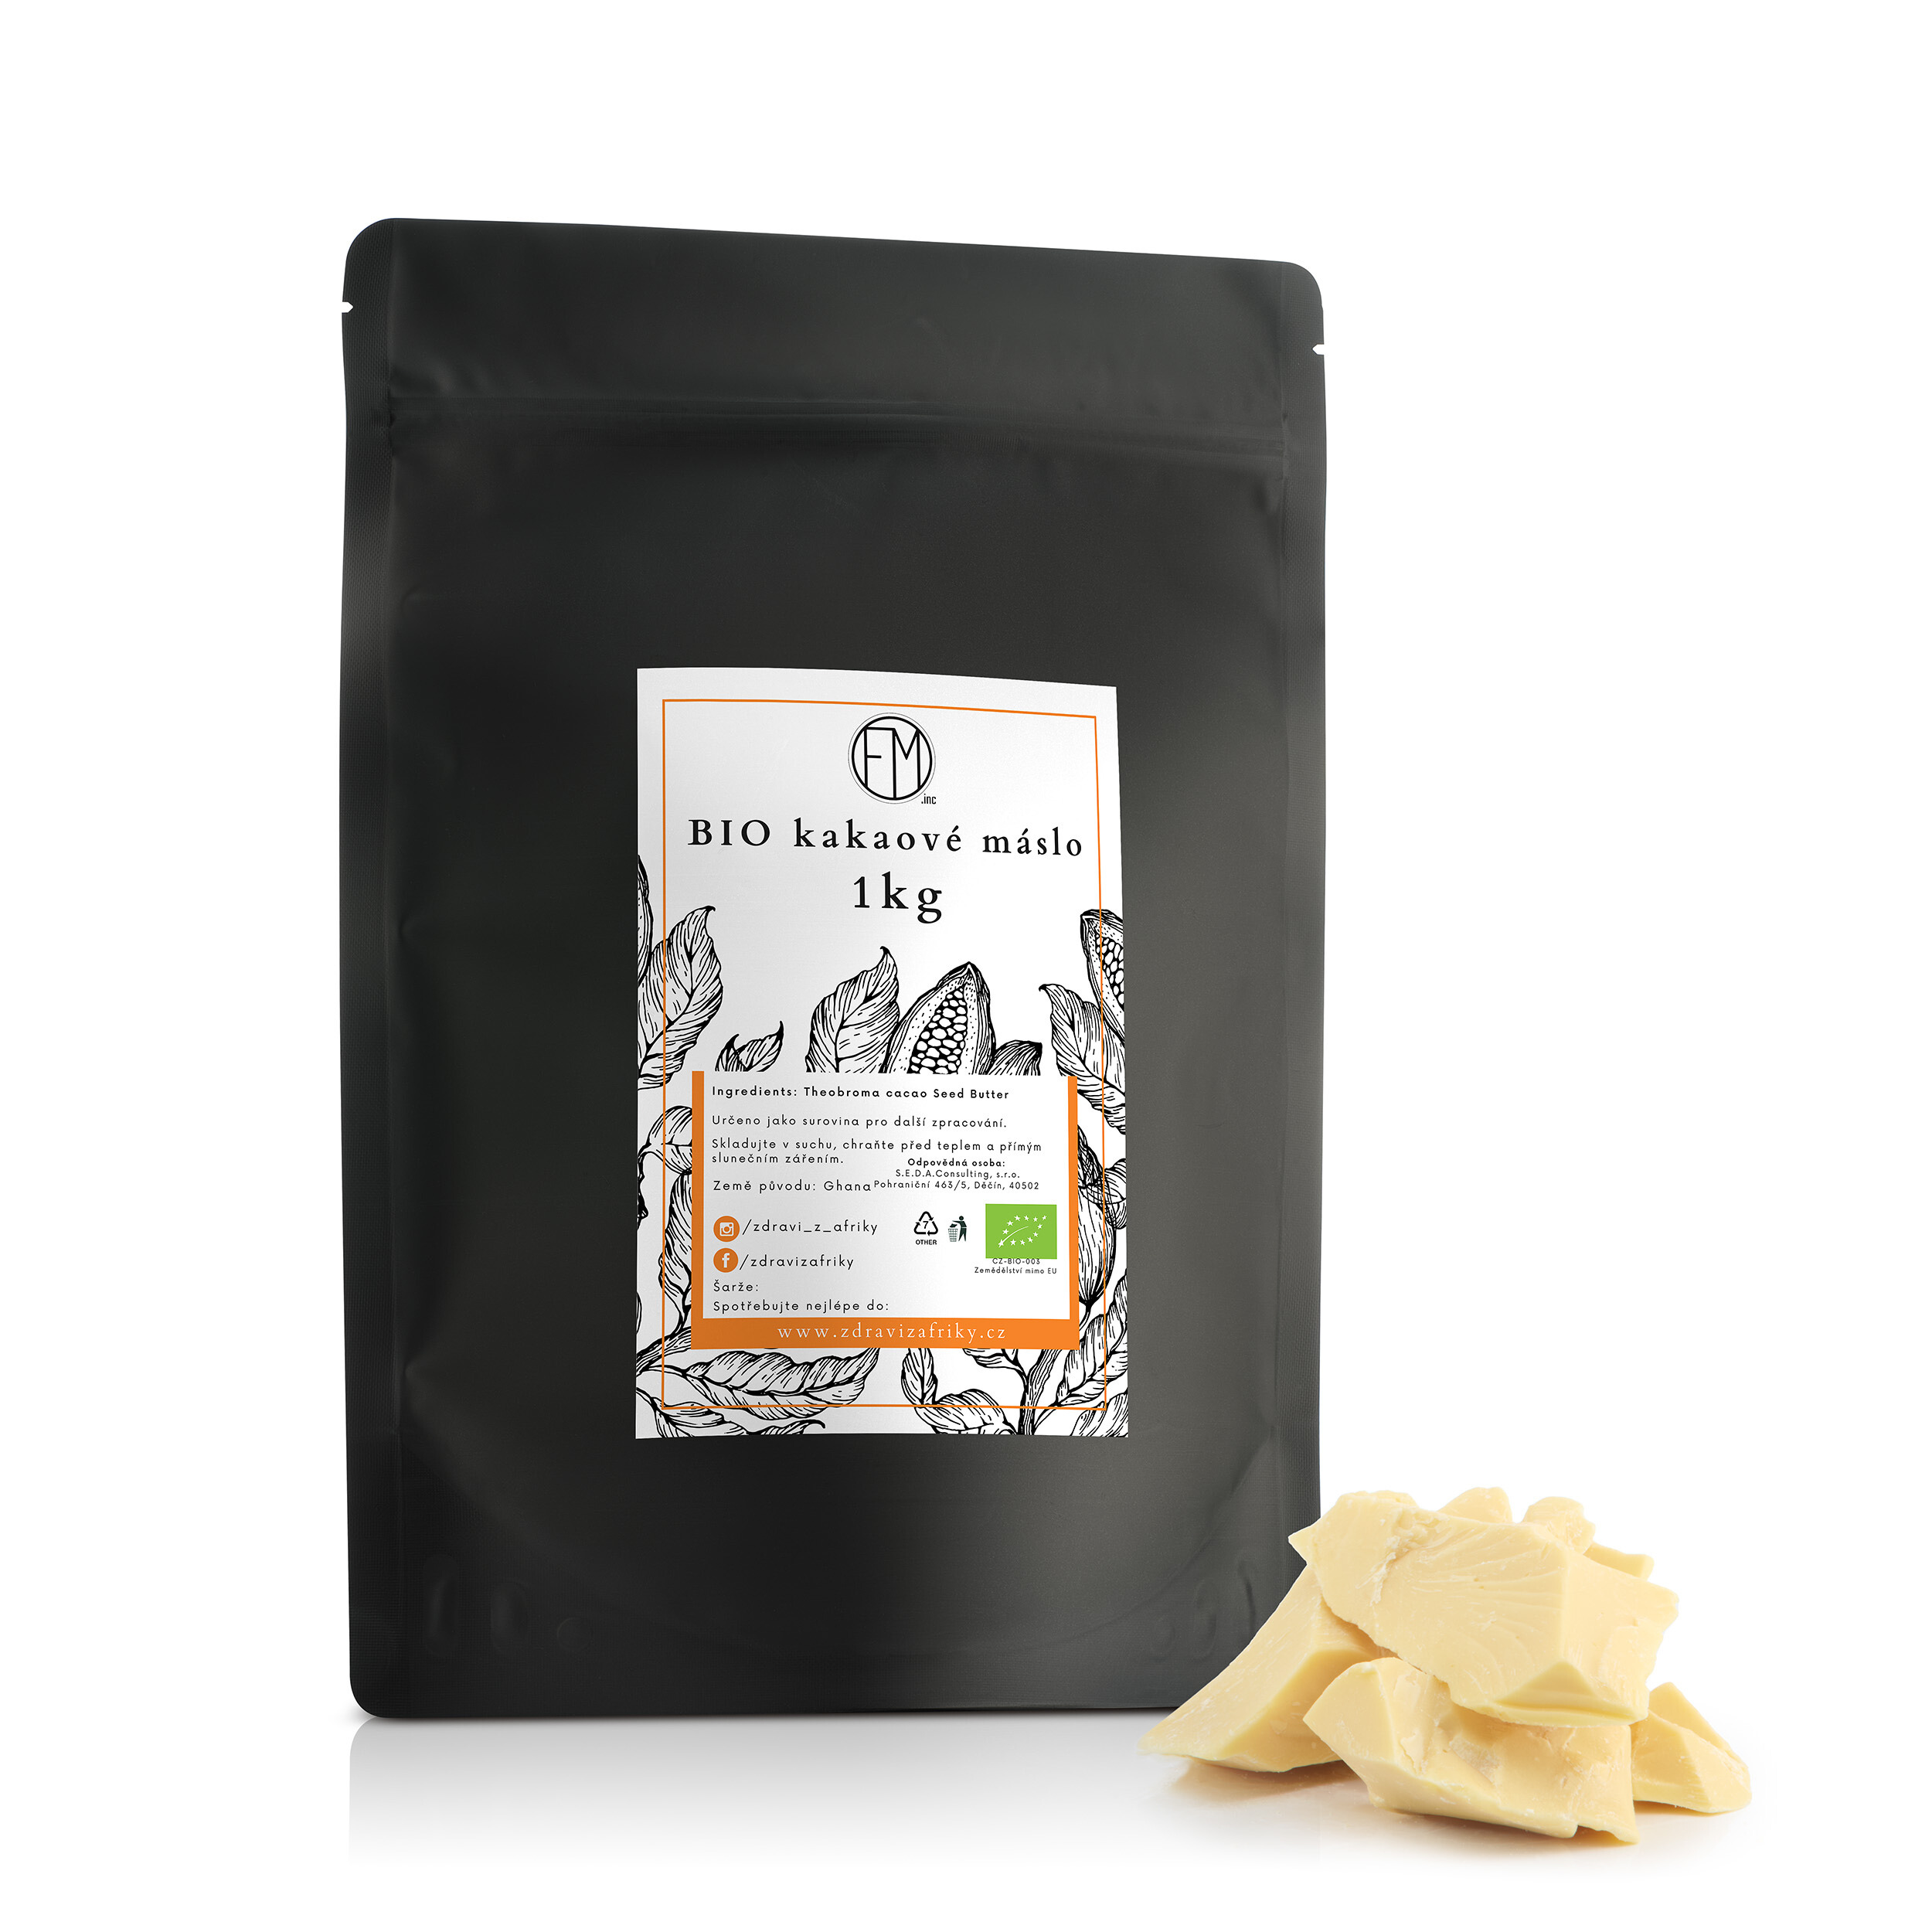 FM
.inc
BIO kakaové máslo
1kg
Ingredients: Theobroma cacao Seed Butter
Určeno jako surovina pro další zpracování.
Skladujte v suchu, chraňte před teplem a přímým
slunečním zářením.
Odpovědná osoba:
S.E.D.A.Consulting, s.r.o.
Pohraniční 463/5, Děčín, 40502
Země původu: Ghana
/zdravi_z_afriky
7
OTHER
/zdravizafriky
CZ-BIO-003
Zemědělství mimo EU
Šarže:
Spotřebujte nejlépe do:
www.zdravizafriky.cz